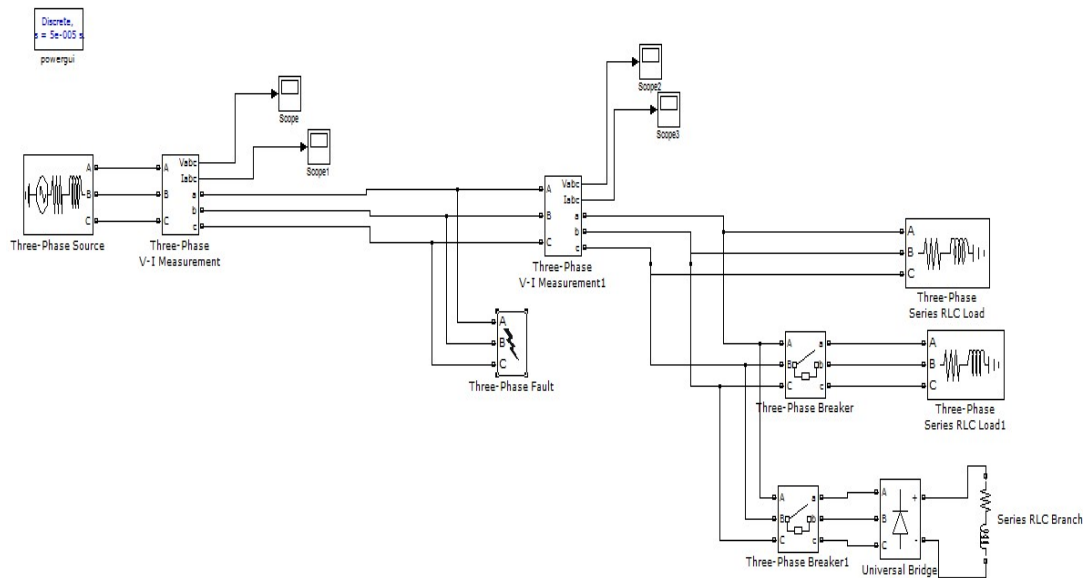 Discrete,
s = 5e-005 s.
powergui
Scope
Scope1
Scope2
Scope3
A
B
C
Three-Phase Source
A
B
C
Vabc
Iabc
a
b
c
Three-Phase
V-I Measurement
A
B
C
Vabc
Iabc
a
b
c
Three-Phase
V-I Measurement1
A
B
C
Three-Phase Fault
A
B
C
Three-Phase
Series RLC Load
A
B
C
a
b
c
Three-Phase Breaker
A
B
C
Three-Phase
Series RLC Load1
A
B
C
a
b
c
Three-Phase Breaker1
A
B
C
+
-
Universal Bridge
Series RLC Branch